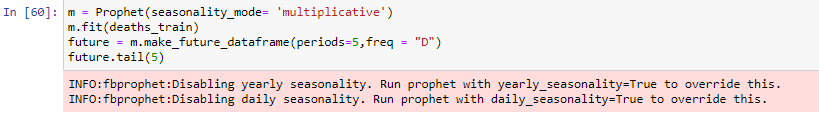 In [60]: m = Prophet(seasonality_mode= 'multiplicative')
m.fit(deaths_train)
future = m.make_future_dataframe(periods=5,freq = "D")
future.tail(5)
INFO:fbprophet:Disabling yearly seasonality. Run prophet with yearly_seasonality=True to override this.
INFO:fbprophet:Disabling daily seasonality. Run prophet with daily_seasonality=True to override this.